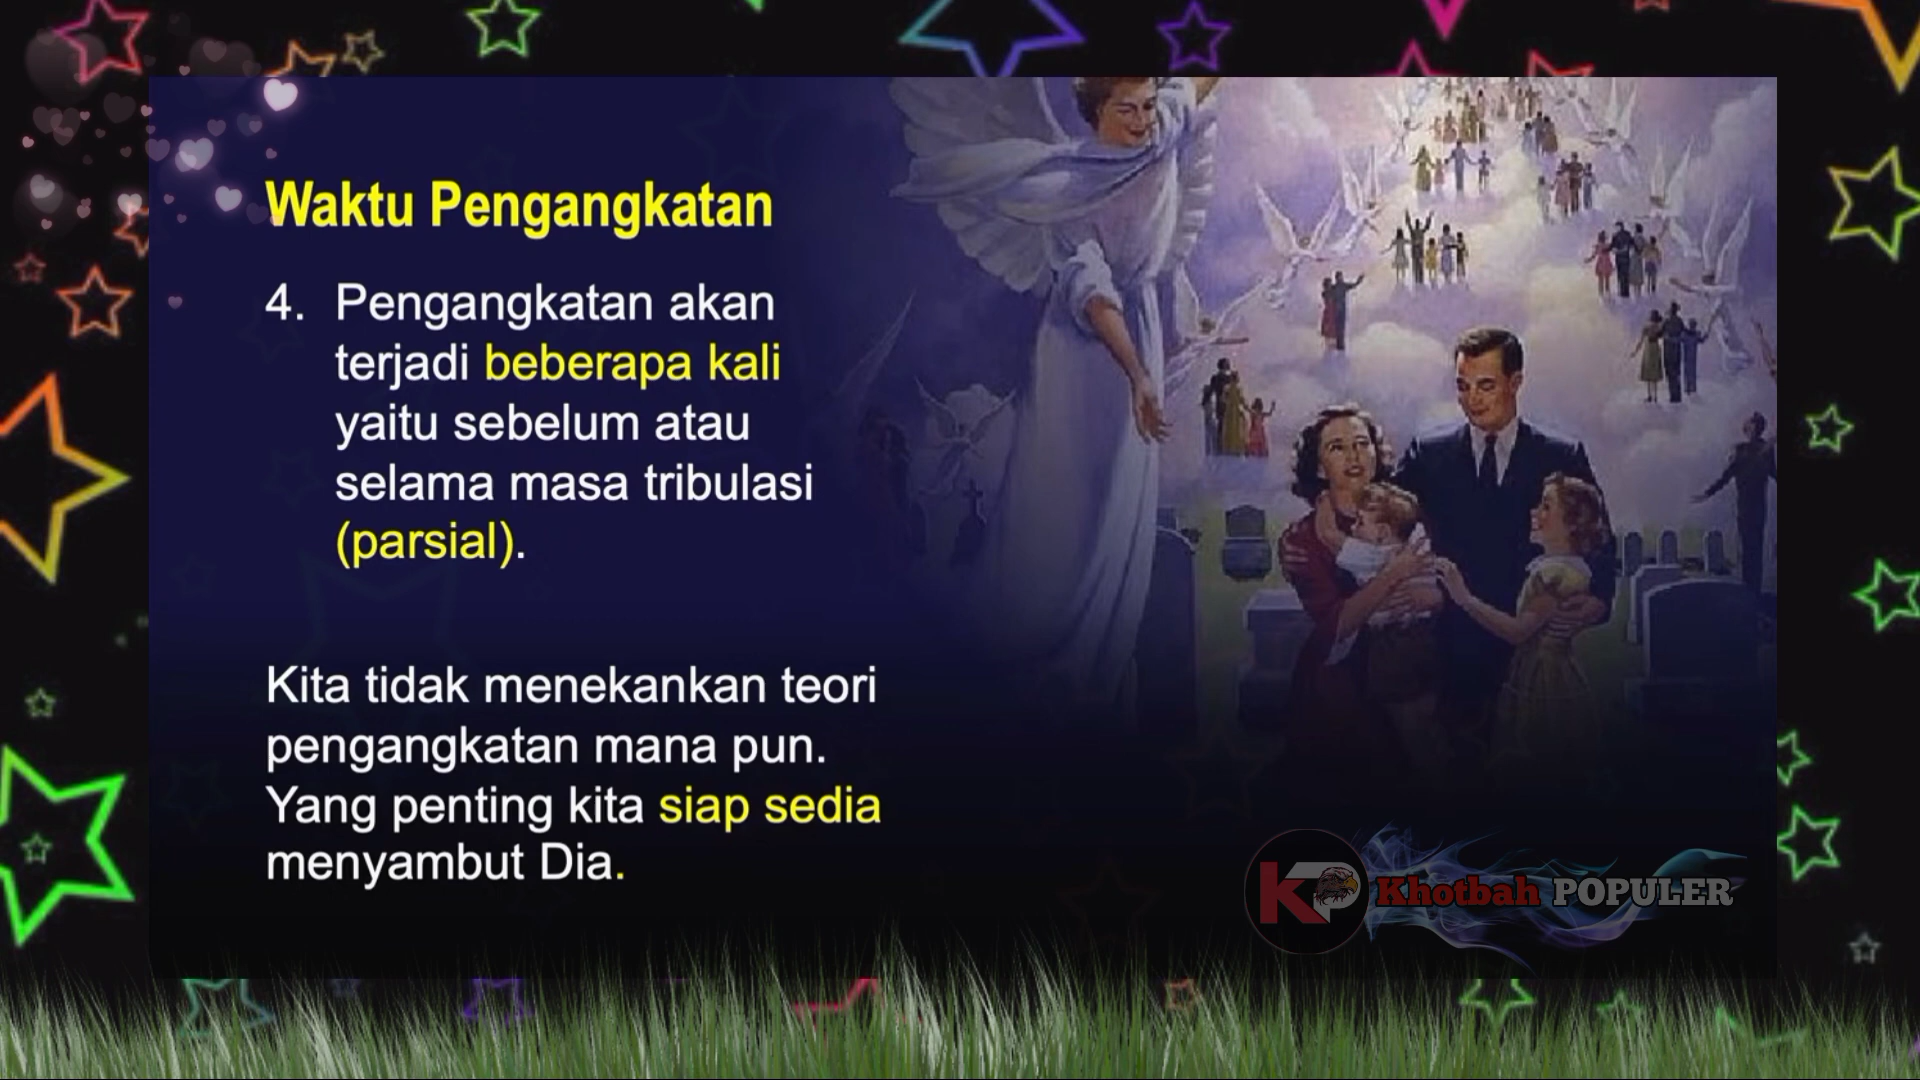 Waktu Pengangkatan
4. Pengangkatan akan
terjadi beberapa kali
yaitu sebelum atau
selama masa tribulasi
(parsial).
Kita tidak menekankan teori
pengangkatan mana pun.
Yang penting kita siap sedia
menyambut Dia.
KP Khotbah POPULER